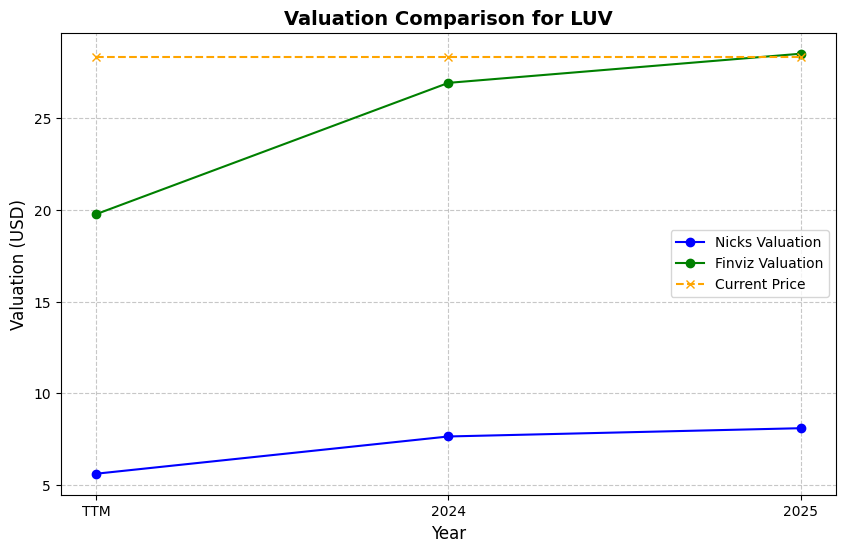 Valuation Comparison for LUV
Valuation (USD)
25
20
15
10
5
Nicks Valuation
Finviz Valuation
Current Price
TTM
2024
2025
Year